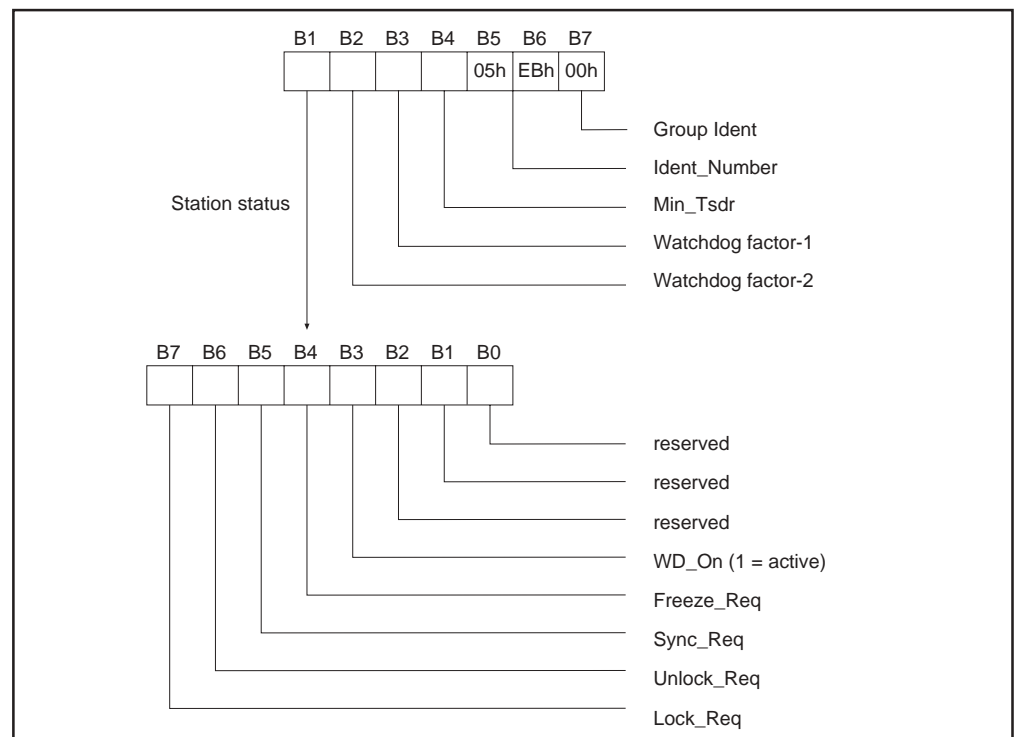 B1 B2 B3 B4 B5 B6 B7
05h EBh 00h
Group Ident
Ident_Number
Station status
Min_Tsdr
Watchdog factor-1
Watchdog factor-2
B7 B6 B5 B4 B3 B2 B1 B0
reserved
reserved
reserved
WD_On (1 = active)
Freeze_Req
Sync_Req
Unlock_Req
Lock_Req